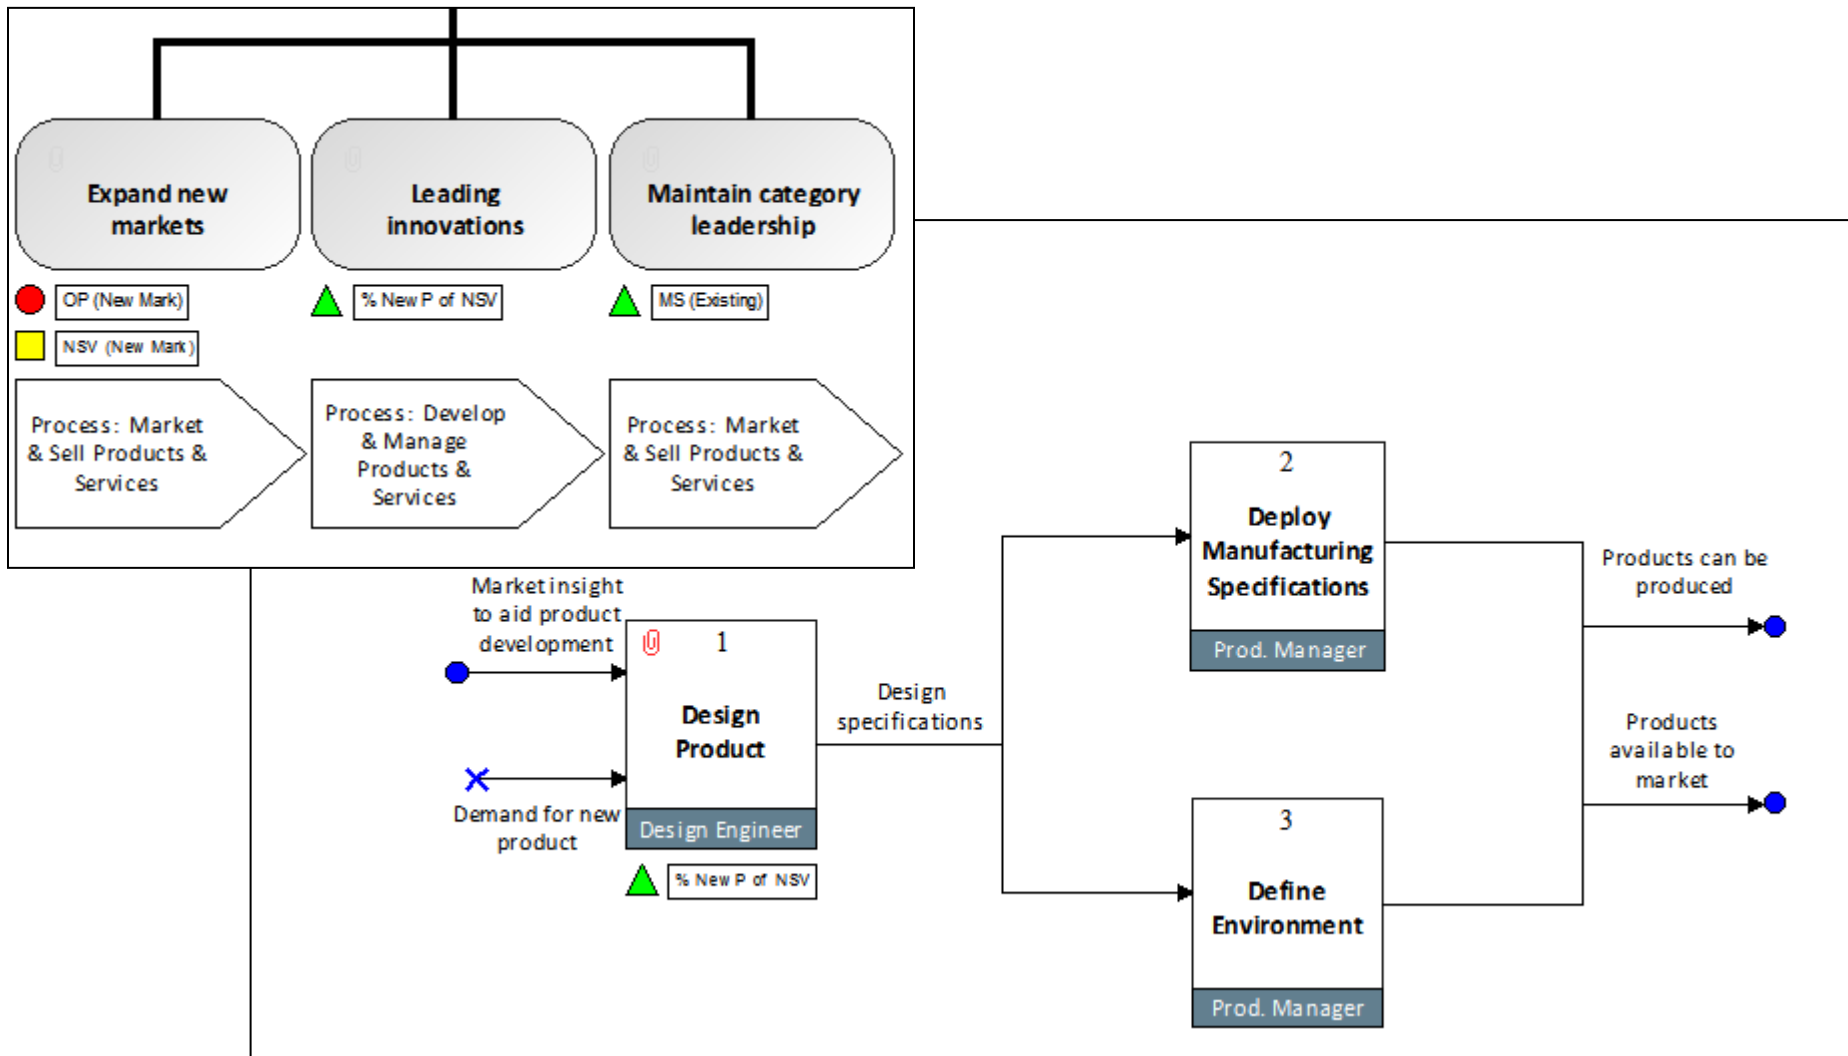 Expand new
markets
Leading
innovations
Maintain category
leadership
OP (New Mark)
% New P of NSV
MS (Existing)
NSV (New Mark)
Process: Market
& Sell Products &
Services
Process: Develop
& Manage
Products &
Services
Process: Market
& Sell Products &
Services
Market insight
to aid product
development
Demand for new
product
1
Design
Product
Design Engineer
% New P of NSV
Design
specifications
2
Deploy
Manufacturing
Specifications
Prod. Manager
3
Define
Environment
Prod. Manager
Products can be
produced
Products
available to
market